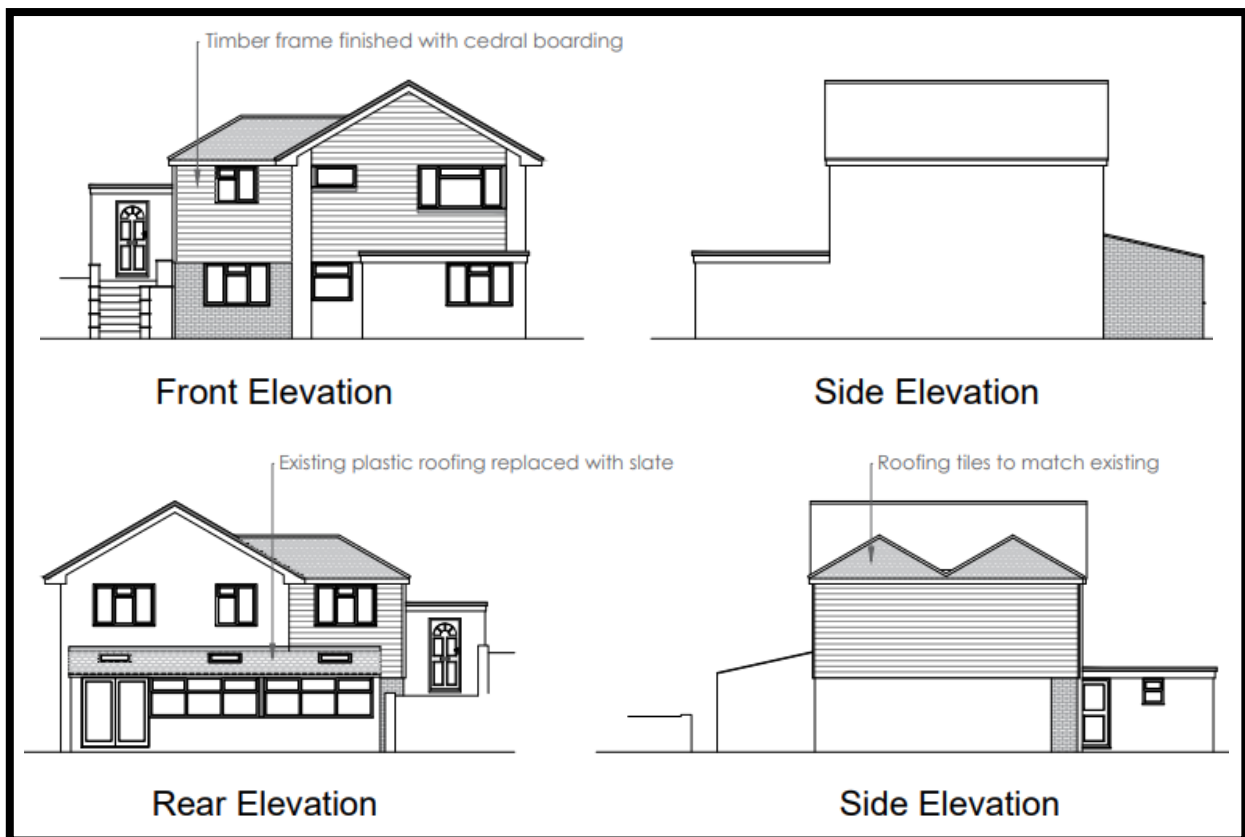 Timber frame finished with cedral boarding
Front Elevation
Side Elevation
Existing plastic roofing replaced with slate
Roofing tiles to match existing
Rear Elevation
Side Elevation